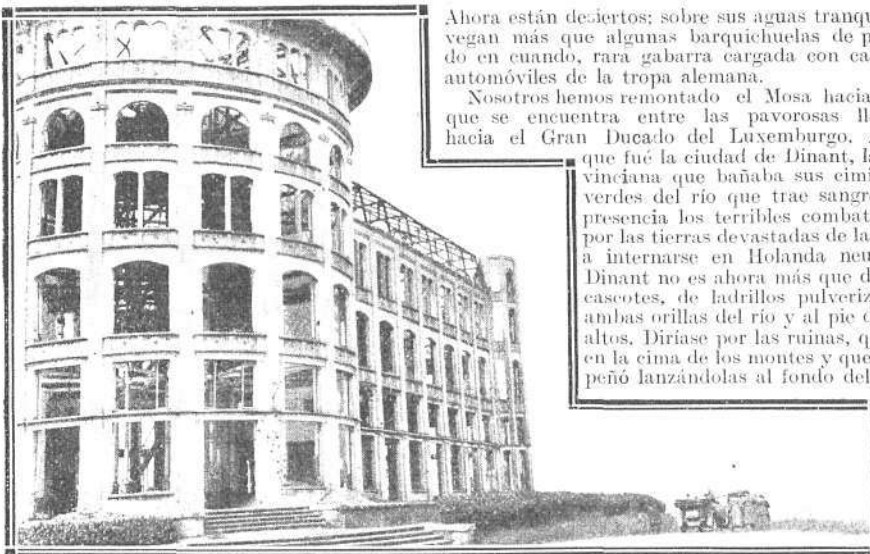 Ahora están desiertos; sobre sus aguas tranqu
vegan más que algunas barquichuelas de p
do en cuando, rara gabarra cargada con ca
automóviles de la tropa alemana.
Nosotros hemos remontado el Mosa hacia
que se encuentra entre las pavorosas ll
hacia el Gran Ducado del Luxemburgo.
que fué la ciudad de Dinant, la
vinciana que bañaba sus cimi
verdes del río que trae sangr
presencia los terribles combat
por las tierras devastadas de la
a internarse en Holanda neu
Dinant no es ahora más que d
cascotes, de ladrillos pulveriz
ambas orillas del río y al pie d
altos. Diríase por las ruinas, q
en la cima de los montes y que
peñó lanzándolas al fondo del